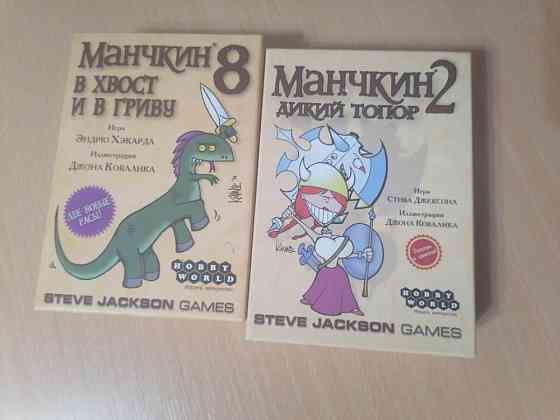 Манчкин 8
В ХВОСТ
И В ГРИВУ
Игра
Эндрю Хэкарда
Иллюстрации
Джона Ковалика
ДВЕ НОВЫЕ
РАСЫ!
HOBBY
WORLD
STEVE JACKSON GAMES
Манчкин 2
ДИКИЙ ТОПОР
Игра
Стива Джексона
Иллюстрации
Джона Ковалика
HOBBY
WORLD
STEVE JACKSON GAMES